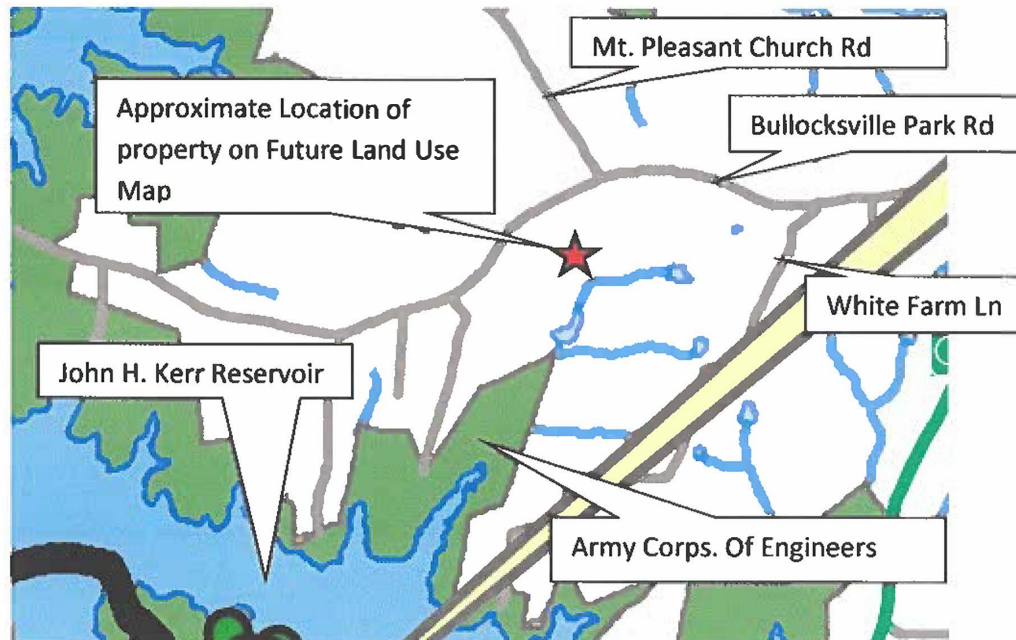 Mt. Pleasant Church Rd
Approximate Location of
property on Future Land Use
Map
Bullocksville Park Rd
White Farm Ln
John H. Kerr Reservoir
Army Corps. Of Engineers